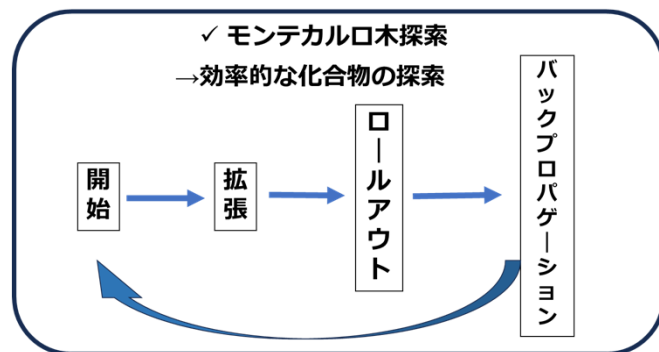 ✓ モンテカルロ木探索
→効率的な化合物の探索
開始
拡張
ロールアウト
バックプロパゲーション